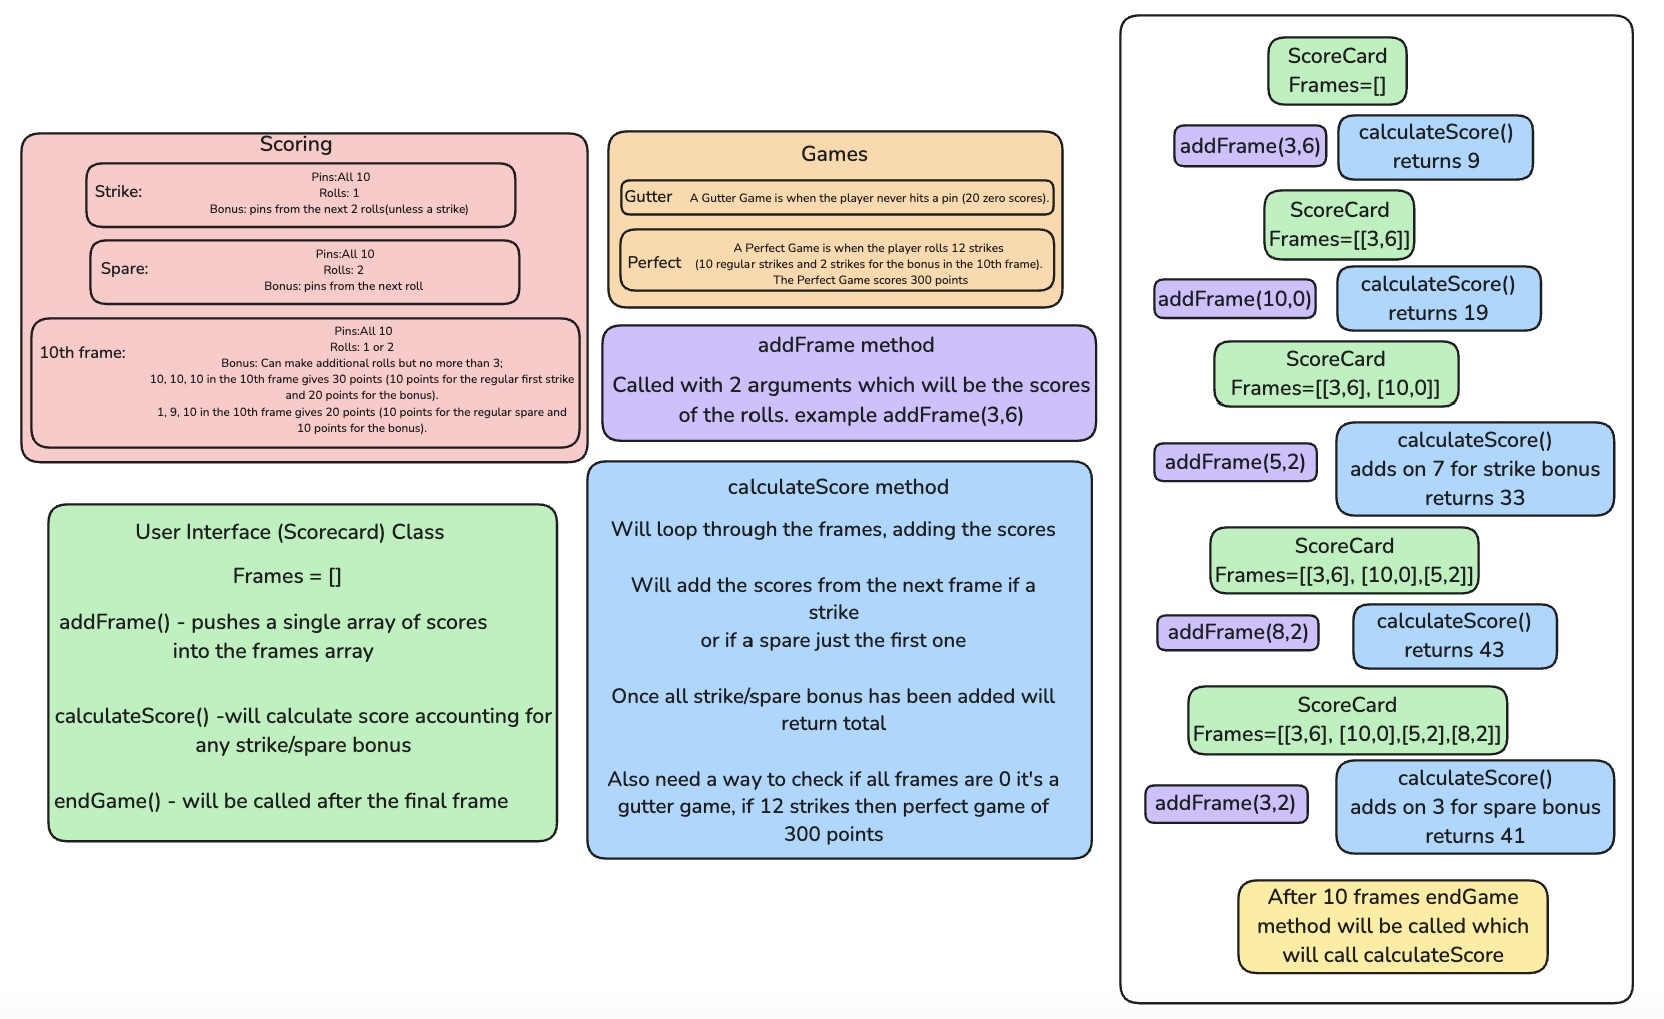 Scoring
Strike:
Pins:All 10
Rolls: 1
Bonus: pins from the next 2 rolls(unless a strike)
Spare:
Pins:All 10
Rolls: 2
Bonus: pins from the next roll
10th frame:
Pins:All 10
Rolls: 1 or 2
Bonus: Can make additional rolls but no more than 3;
10, 10, 10 in the 10th frame gives 30 points (10 points for the regular first strike
and 20 points for the bonus).
1, 9, 10 in the 10th frame gives 20 points (10 points for the regular spare and
10 points for the bonus).
User Interface (Scorecard) Class
Frames = []
addFrame() - pushes a single array of scores
into the frames array
calculateScore() -will calculate score accounting for
any strike/spare bonus
endGame() - will be called after the final frame
Games
Gutter
A Gutter Game is when the player never hits a pin (20 zero scores).
Perfect
A Perfect Game is when the player rolls 12 strikes
(10 regular strikes and 2 strikes for the bonus in the 10th frame).
The Perfect Game scores 300 points
addFrame method
Called with 2 arguments which will be the scores
of the rolls. example addFrame(3,6)
calculateScore method
Will loop through the frames, adding the scores
Will add the scores from the next frame if a
strike
or if a spare just the first one
Once all strike/spare bonus has been added will
return total
Also need a way to check if all frames are 0 it's a
gutter game, if 12 strikes then perfect game of
300 points
ScoreCard
Frames=[]
addFrame(3,6)
calculateScore()
returns 9
ScoreCard
Frames=[[3,6]]
addFrame(10,0)
calculateScore()
returns 19
ScoreCard
Frames=[[3,6], [10,0]]
addFrame(5,2)
calculateScore()
adds on 7 for strike bonus
returns 33
ScoreCard
Frames=[[3,6], [10,0],[5,2]]
addFrame(8,2)
calculateScore()
returns 43
ScoreCard
Frames=[[3,6], [10,0],[5,2],[8,2]]
addFrame(3,2)
calculateScore()
adds on 3 for spare bonus
returns 41
After 10 frames endGame
method will be called which
will call calculateScore